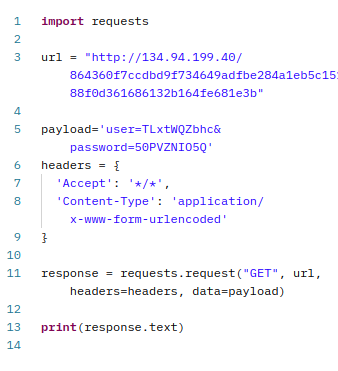 1 import requests
2
3 url = "http://134.94.199.40/
864360f7ccdbd9f734649adfbe284a1eb5c15
88f0d361686132b164fe681e3b"
4
5 payload='user=TLxtWQZbhc&
password=50PVZNIO5Q'
6 headers = {
7 'Accept': '*/*',
8 'Content-Type': 'application/
x-www-form-urlencoded'
9 }
10
11 response = requests.request("GET", url,
headers=headers, data=payload)
12
13 print(response.text)
14